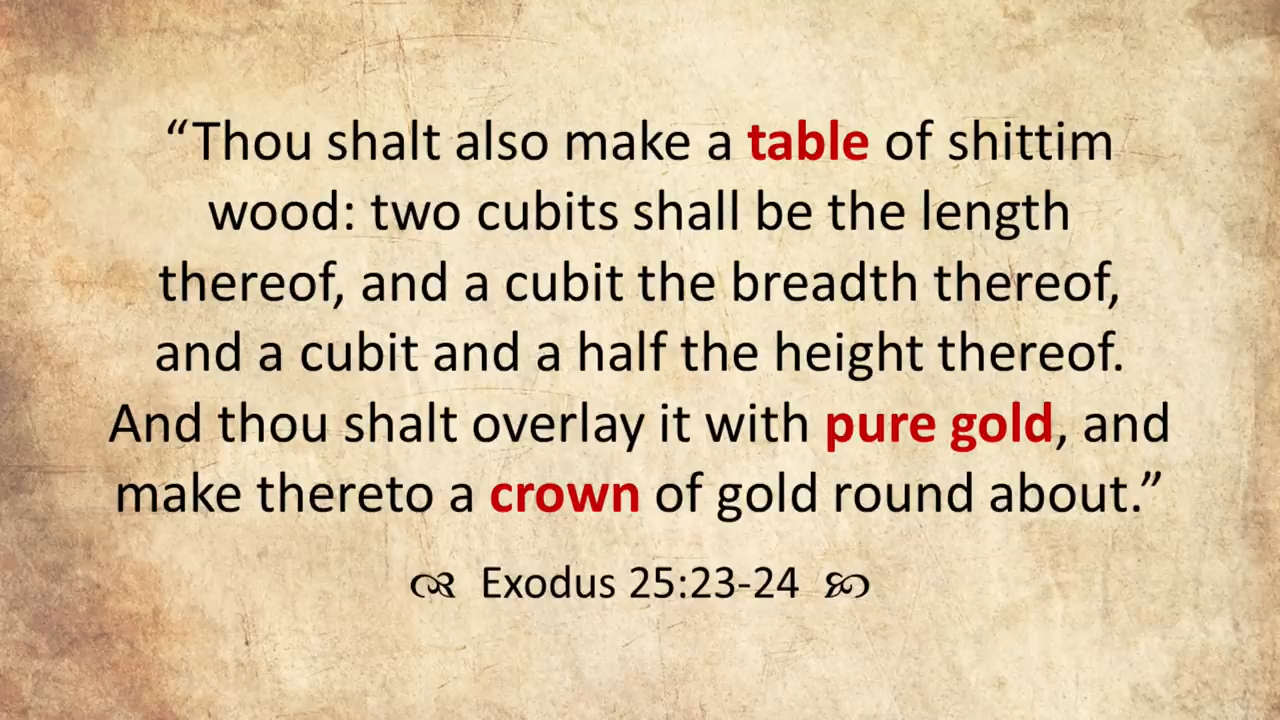 “Thou shalt also make a table of shittim
wood: two cubits shall be the length
thereof, and a cubit the breadth thereof,
and a cubit and a half the height thereof.
And thou shalt overlay it with pure gold, and
make thereto a crown of gold round about.”
Exodus 25:23-24